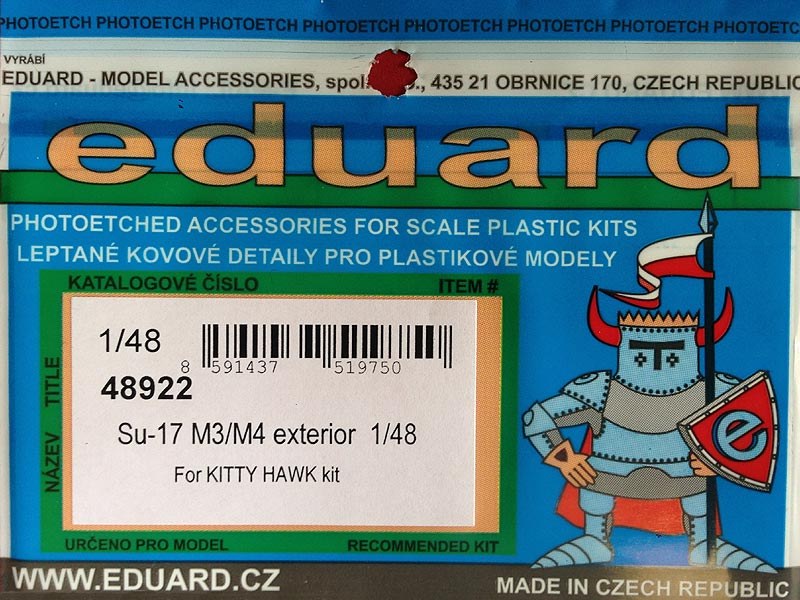 PHOTOETCH PHOTOETCH PHOTOETCH PHOTOETCH PHOTOETCH PHOTOETCH PHOTOETCH
VYRÁBÍ
EDUARD - MODEL ACCESSORIES, spol. 435 21 OBRNICE 170, CZECH REPUBLIC
eduard
PHOTOETCHED ACCESSORIES FOR SCALE PLASTIC KITS
LEPTANÉ KOVOVÉ DETAILY PRO PLASTIKOVÉ MODELY
KATALOGOVÉ ČÍSLO ITEM #
NÁZEV TITLE
1/48
8 591437 519750
48922
Su-17 M3/M4 exterior 1/48
For KITTY HAWK kit
e
URČENO PRO MODEL RECOMMENDED KIT
WWW.EDUARD.CZ
MADE IN CZECH REPUBLIC